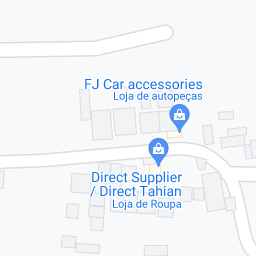 FJ Car accessories
Loja de autopeças
Direct Supplier
/ Direct Tahian
Loja de Roupa